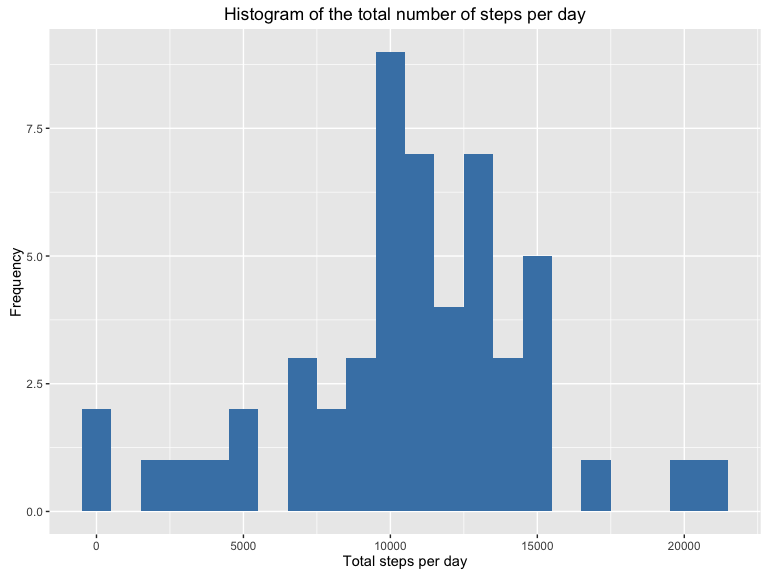 Histogram of the total number of steps per day
Frequency
7.5
5.0
2.5
0.0
0 5000 10000 15000 20000
Total steps per day